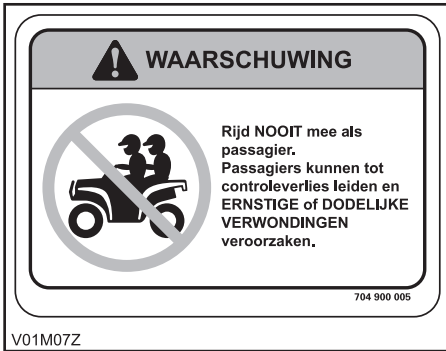 WAARSCHUWING
Rijd NOOIT mee als
passagier.
Passagiers kunnen tot
controleverlies leiden en
ERNSTIGE of DODELIJKE
VERWONDINGEN
veroorzaken.
704 900 005
V01M07Z